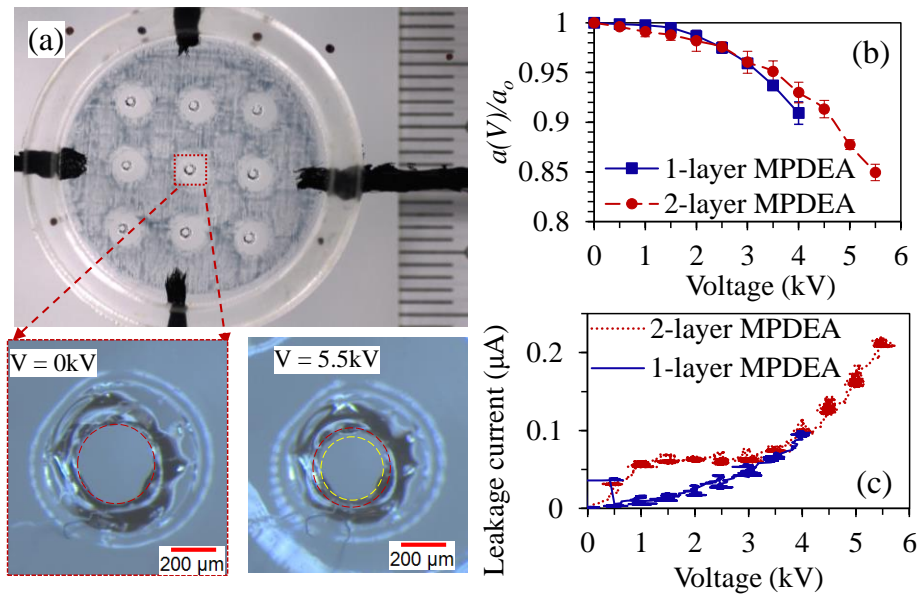 (a)
V = 0kV
200 µm
V = 5.5kV
200 µm
(b)
a(V)/aₒ
1
0.95
0.9
0.85
0.8
1-layer MPDEA
2-layer MPDEA
0 1 2 3 4 5 6
Voltage (kV)
(c)
Leakage current (µA)
0.2
0.1
0
2-layer MPDEA
1-layer MPDEA
0 1 2 3 4 5 6
Voltage (kV)